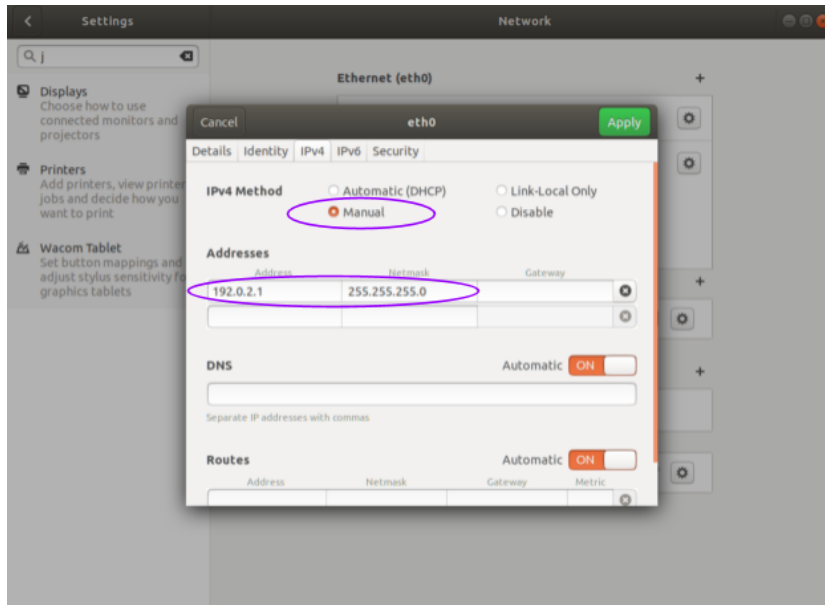 Settings
Network
j
Displays
Choose how to use
connected monitors and
projectors
Printers
Add printers, view printer
jobs and decide how you
want to print
Wacom Tablet
Set button mappings and
adjust stylus sensitivity fo
graphics tablets
Ethernet (eth0)
Cancel eth0 Apply
Details Identity IPv4 IPv6 Security
IPv4 Method Automatic (DHCP) Link-Local Only
Manual Disable
Addresses
Address Netmask Gateway
192.0.2.1 255.255.255.0
DNS Automatic ON
Separate IP addresses with commas
Routes Automatic ON
Address Netmask Gateway Metric